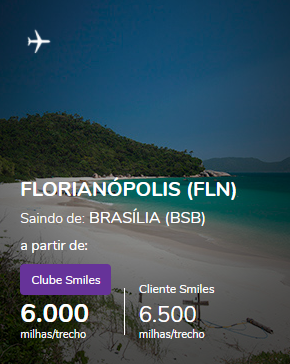 FLORIANÓPOLIS (FLN)
Saindo de: BRASÍLIA (BSB)
a partir de:
Clube Smiles
6.000
milhas/trecho
Cliente Smiles
6.500
milhas/trecho